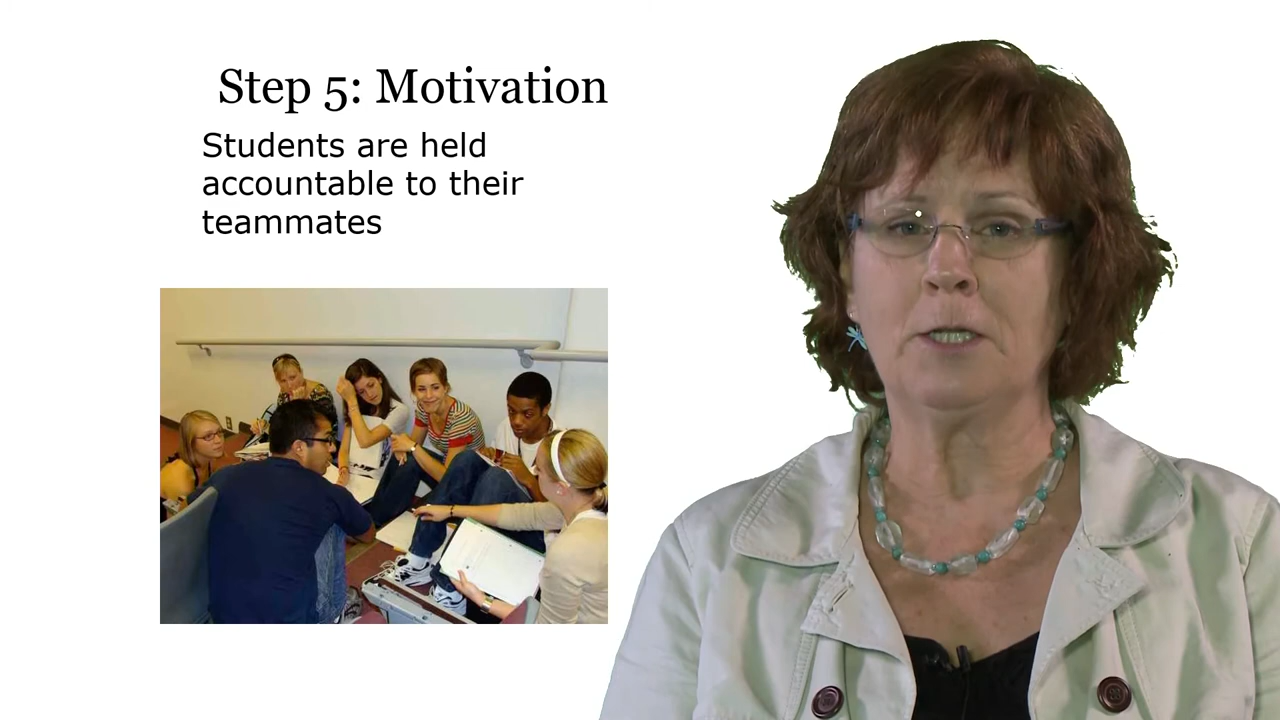 Step 5: Motivation
Students are held
accountable to their
teammates